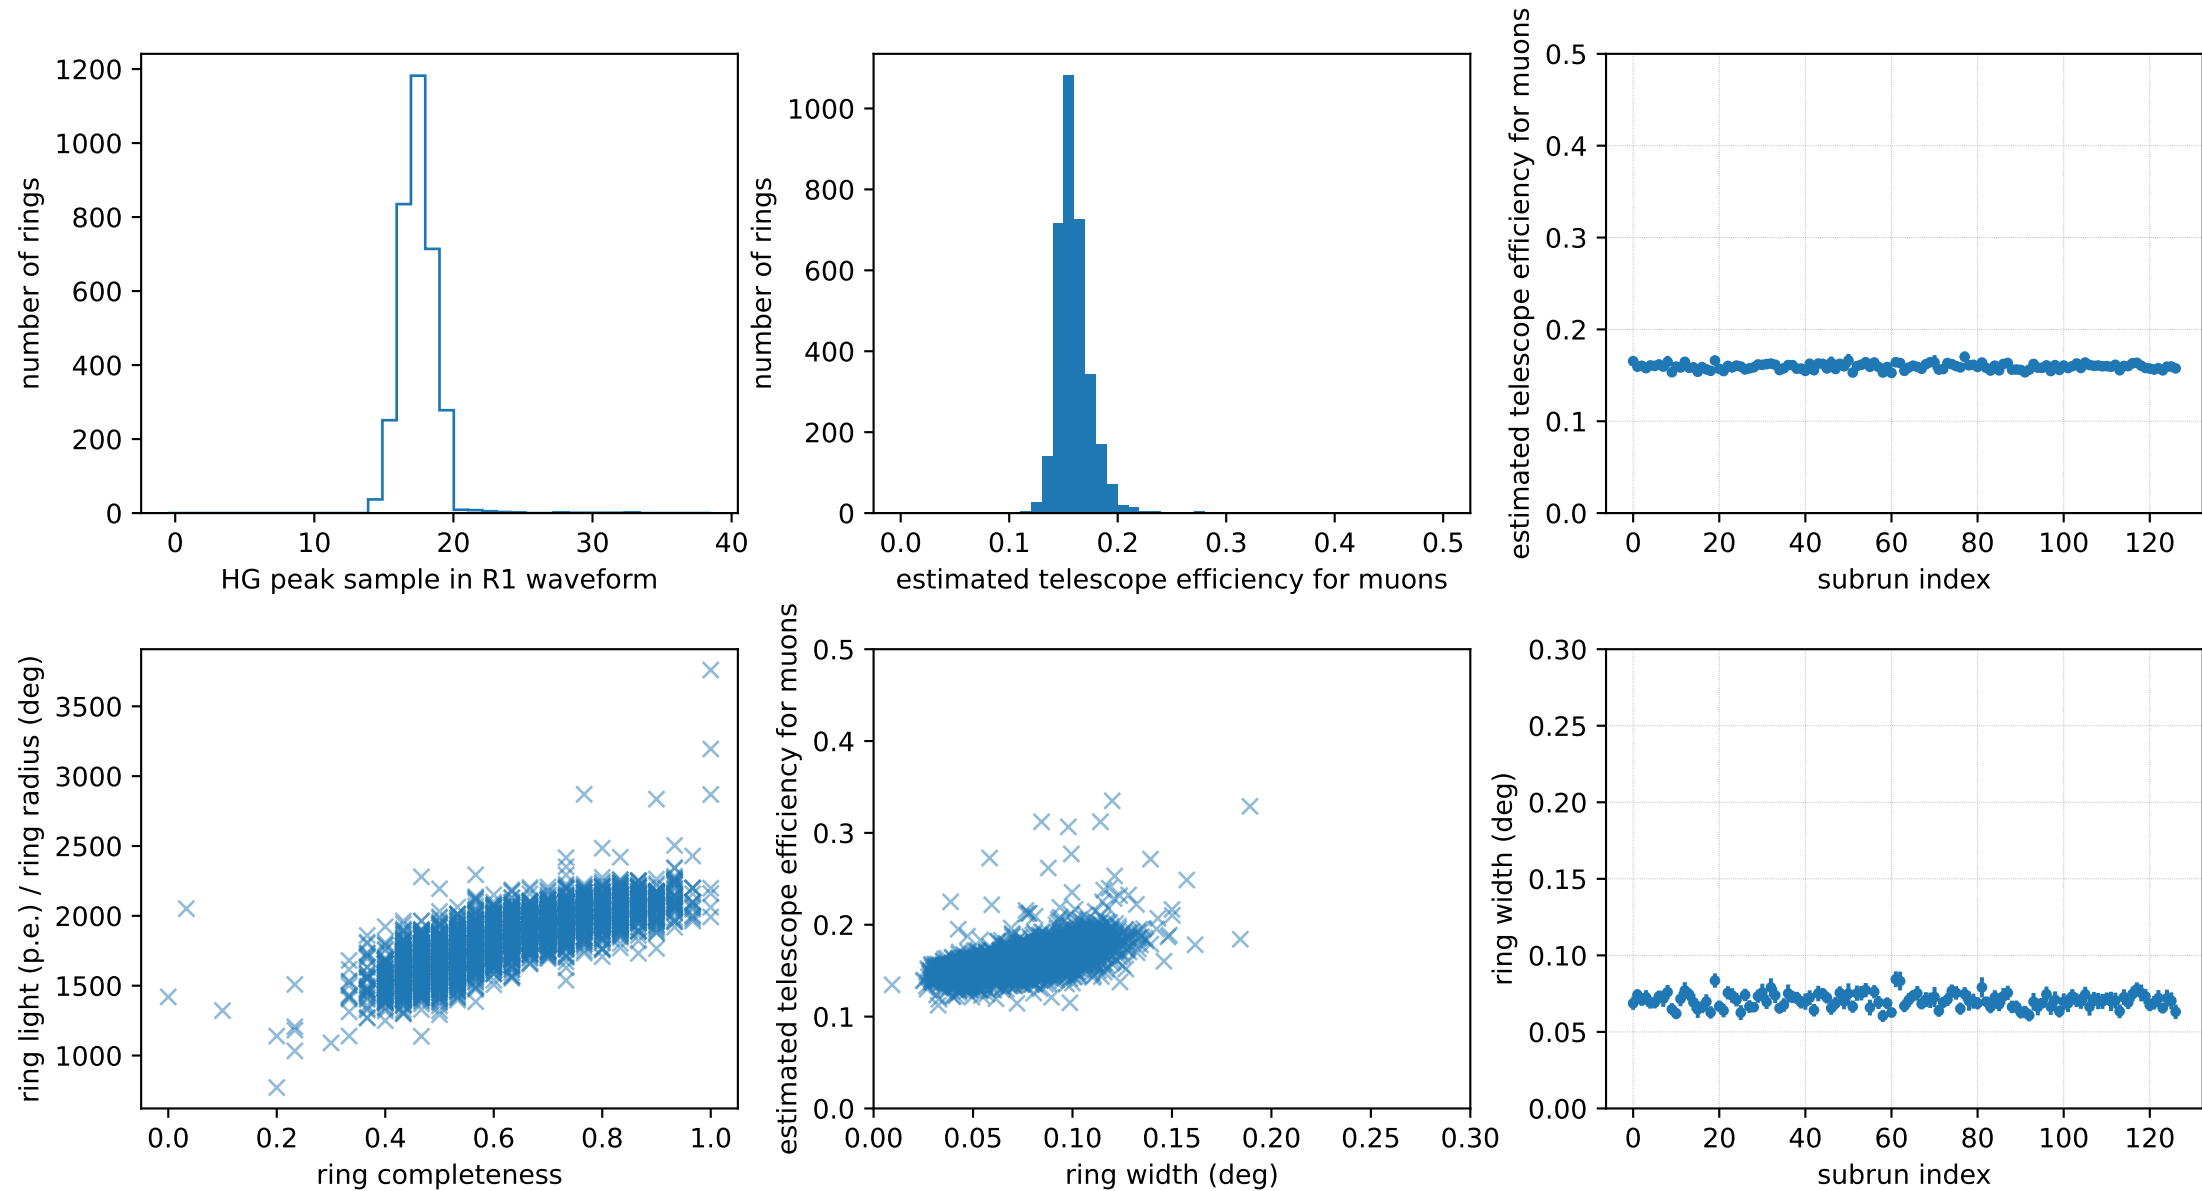 number of rings
1200
1000
800
600
400
200
0
0 10 20 30 40
HG peak sample in R1 waveform
number of rings
1000
800
600
400
200
0
0.0 0.1 0.2 0.3 0.4 0.5
estimated telescope efficiency for muons
estimated telescope efficiency for muons
0.5
0.4
0.3
0.2
0.1
0.0
0 20 40 60 80 100 120
subrun index
ring light (p.e.) / ring radius (deg)
3500
3000
2500
2000
1500
1000
0.0 0.2 0.4 0.6 0.8 1.0
ring completeness
estimated telescope efficiency for muons
0.5
0.4
0.3
0.2
0.1
0.0
0.00 0.05 0.10 0.15 0.20 0.25 0.30
ring width (deg)
ring width (deg)
0.30
0.25
0.20
0.15
0.10
0.05
0.00
0 20 40 60 80 100 120
subrun index